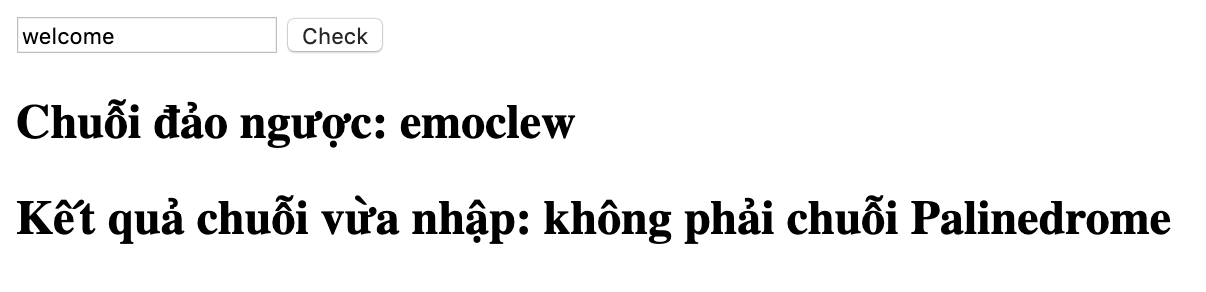 welcome Check
Chuỗi đảo ngược: emoclew
Kết quả chuỗi vừa nhập: không phải chuỗi Palinedrome